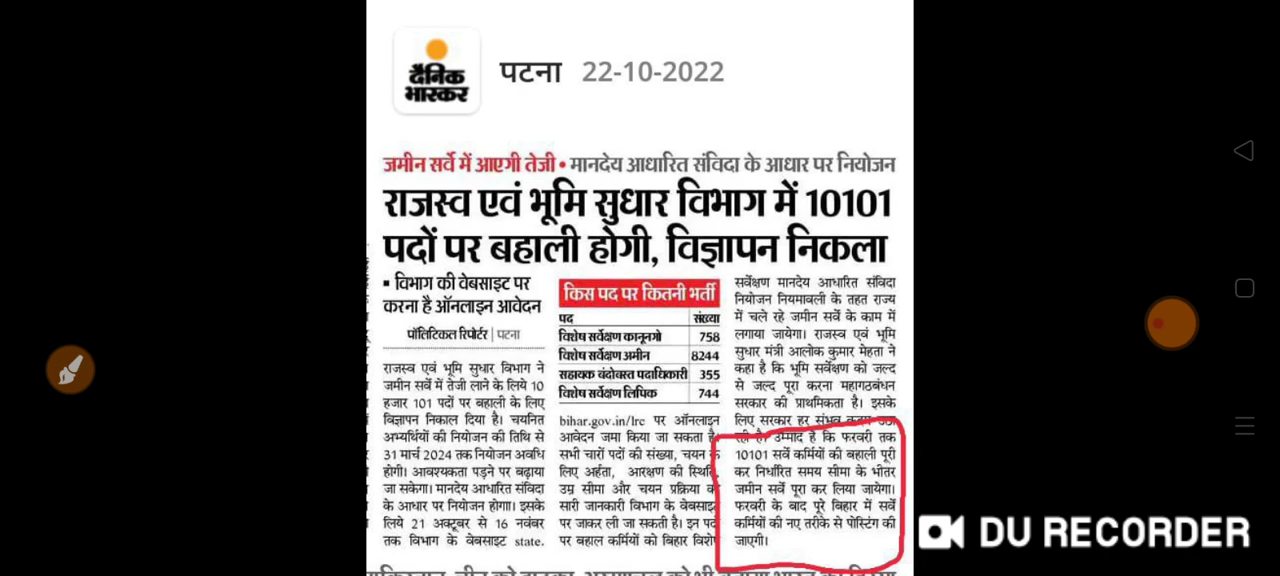 दैनिक
भास्कर
पटना 22-10-2022
जमीन सर्वे में आएगी तेजी • मानदेय आधारित संविदा के आधार पर नियोजन
राजस्व एवं भूमि सुधार विभाग में 10101
पदों पर बहाली होगी, विज्ञापन निकला
▪ विभाग की वेबसाइट पर
करना है ऑनलाइन आवेदन
पॉलिटिकल रिपोर्टर | पटना
राजस्व एवं भूमि सुधार विभाग ने
जमीन सर्वे में तेजी लाने के लिये 10
हजार 101 पदों पर बहाली के लिए
विज्ञापन निकाल दिया है। चयनित
अभ्यर्थियों की नियोजन की तिथि से
31 मार्च 2024 तक नियोजन अवधि
होगी। आवश्यकता पड़ने पर बढ़ाया
जा सकेगा। मानदेय आधारित संविदा
के आधार पर नियोजन होगाा। इसके
लिये 21 अक्टूबर से 16 नवंबर
तक विभाग के वेबसाइट state.
किस पद पर कितनी भर्ती
पद संख्या
विशेष सर्वेक्षण कानूनगो 758
विशेष सर्वेक्षण अमीन 8244
सहायक बंदोवस्त पदाधिकारी 355
विशेष सर्वेक्षण लिपिक 744
bihar.gov.in/lrc पर ऑनलाइन
आवेदन जमा किया जा सकता है।
सभी चारों पदों की संख्या, चयन के
लिए अर्हता, आरक्षण की स्थिति,
उम्र सीमा और चयन प्रक्रिया की
सारी जानकारी विभाग के वेबसाइट
पर जाकर ली जा सकती है। इन पदों
पर बहाल कर्मियों को बिहार विशेष
सर्वेक्षण मानदेय आधारित संविदा
नियोजन नियमावली के तहत राज्य
में चले रहे जमीन सर्वे के काम में
लगाया जायेगा। राजस्व एवं भूमि
सुधार मंत्री आलोक कुमार मेहता ने
कहा है कि भूमि सर्वेक्षण को जल्द
से जल्द पूरा करना महागठबंधन
सरकार की प्राथमिकता है। इसके
लिए सरकार हर संभव कदम उठा
रही है। उम्मीद है कि फरवरी तक
10101 सर्वे कर्मियों की बहाली पूरी
कर निर्धारित समय सीमा के भीतर
जमीन सर्वे पूरा कर लिया जायेगा।
फरवरी के बाद पूरे बिहार में सर्वे
कर्मियों की नए तरीके से पोस्टिंग की
जाएगी।
DU RECORDER